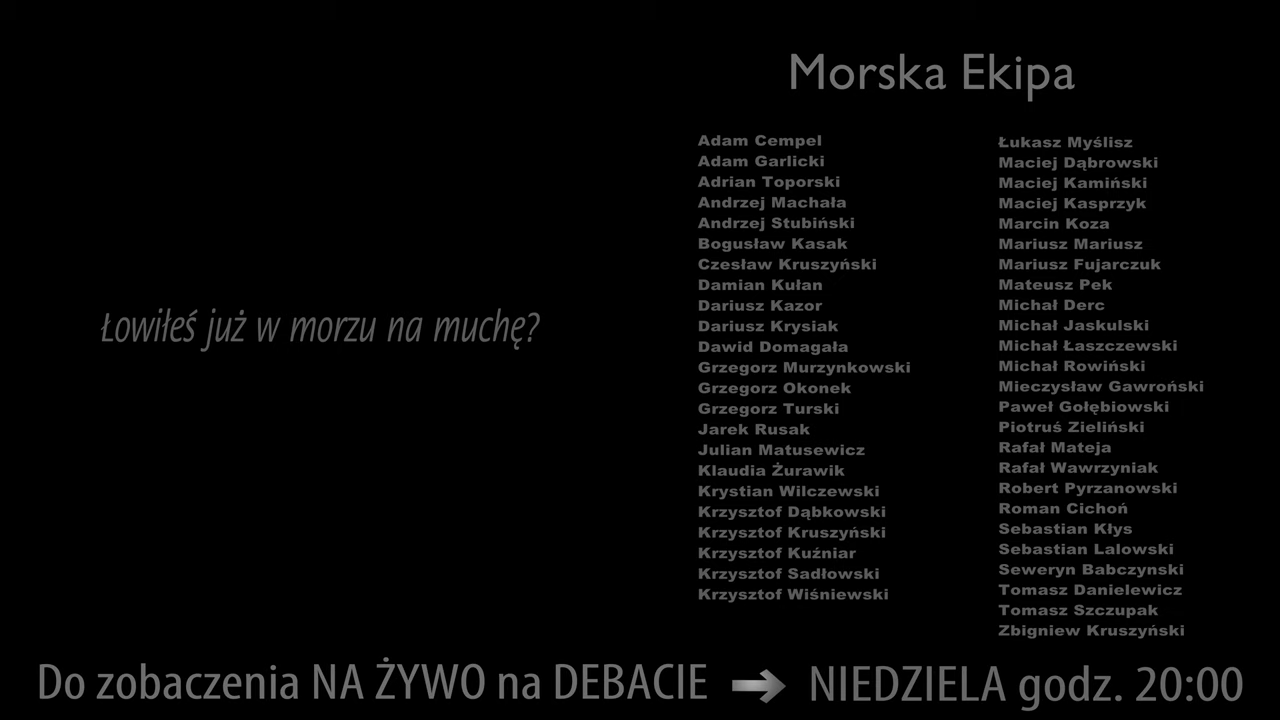 Morska Ekipa
Adam Cempel
Adam Garlicki
Adrian Toporski
Andrzej Machała
Andrzej Stubiński
Bogusław Kasak
Czesław Kruszyński
Damian Kułan
Dariusz Kazor
Dariusz Krysiak
Dawid Domagała
Grzegorz Murzynkowski
Grzegorz Okonek
Grzegorz Turski
Jarek Rusak
Julian Matusewicz
Klaudia Żurawik
Krystian Wilczewski
Krzysztof Dąbkowski
Krzysztof Kruszyński
Krzysztof Kuźniar
Krzysztof Sadłowski
Krzysztof Wiśniewski
Łukasz Myślisz
Maciej Dąbrowski
Maciej Kamiński
Maciej Kasprzyk
Marcin Koza
Mariusz Mariusz
Mariusz Fujarczuk
Mateusz Pek
Michał Derc
Michał Jaskulski
Michał Łaszczewski
Michał Rowiński
Mieczysław Gawroński
Paweł Gołębiowski
Piotruś Zieliński
Rafał Mateja
Rafał Wawrzyniak
Robert Pyrzanowski
Roman Cichoń
Sebastian Kłys
Sebastian Lalowski
Seweryn Babczynski
Tomasz Danielewicz
Tomasz Szczupak
Zbigniew Kruszyński
Łowiłeś już w morzu na muchę?
Do zobaczenia NA ŻYWO na DEBACIE → NIEDZIELA godz. 20:00